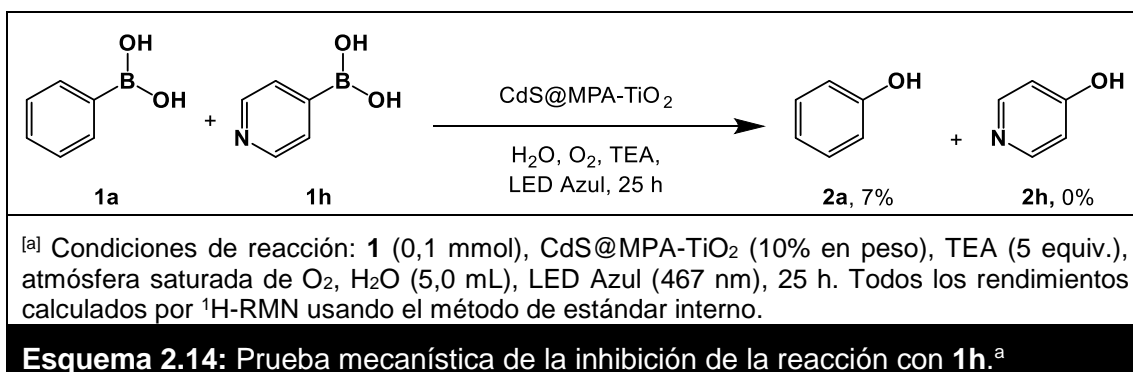 OH
B
OH
+
1a
OH
B
OH
N
1h
CdS@MPA-TiO₂
H₂O, O₂, TEA,
LED Azul, 25 h
OH
2a, 7%
+
OH
N
2h, 0%
[a] Condiciones de reacción: 1 (0,1 mmol), CdS@MPA-TiO₂ (10% en peso), TEA (5 equiv.),
atmósfera saturada de O₂, H₂O (5,0 mL), LED Azul (467 nm), 25 h. Todos los rendimientos
calculados por ¹H-RMN usando el método de estándar interno.
Esquema 2.14: Prueba mecanística de la inhibición de la reacción con 1h.ᵃ